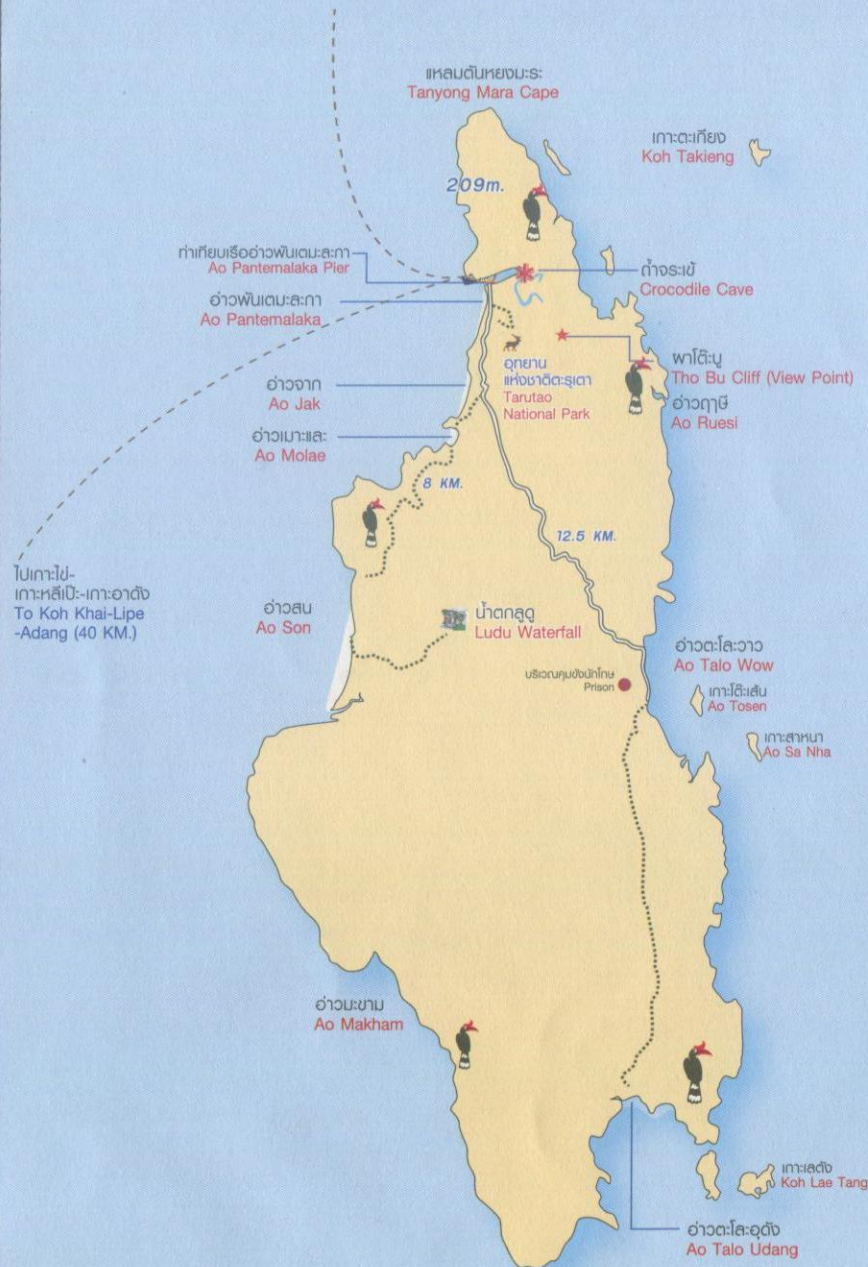 แหลมตันหยงมะระ
Tanyong Mara Cape
เกาะตะเกียง
Koh Takieng
209m.
ท่าเทียบเรืออ่าวพันเตมะละกา
Ao Pantemalaka Pier
ถ้ำจระเข้
Crocodile Cave
อ่าวพันเตมะละกา
Ao Pantemalaka
ผาโต๊ะบู
Tho Bu Cliff (View Point)
อุทยาน
แห่งชาติตะรุเตา
Tarutao
National Park
อ่าวจาก
Ao Jak
อ่าวฤๅษี
Ao Ruesi
อ่าวเมาะและ
Ao Molae
8 KM.
12.5 KM.
ไปเกาะไข่-
เกาะหลีเป๊ะ-เกาะอาดัง
To Koh Khai-Lipe
-Adang (40 KM.)
อ่าวสน
Ao Son
น้ำตกลูดู
Ludu Waterfall
อ่าวตะโละวาว
Ao Talo Wow
บริเวณคุมขังนักโทษ
Prison
เกาะโต๊ะเส้น
Ao Tosen
เกาะสาหนา
Ao Sa Nha
อ่าวมะขาม
Ao Makham
เกาะเลตัง
Koh Lae Tang
อ่าวตะโละอุดัง
Ao Talo Udang